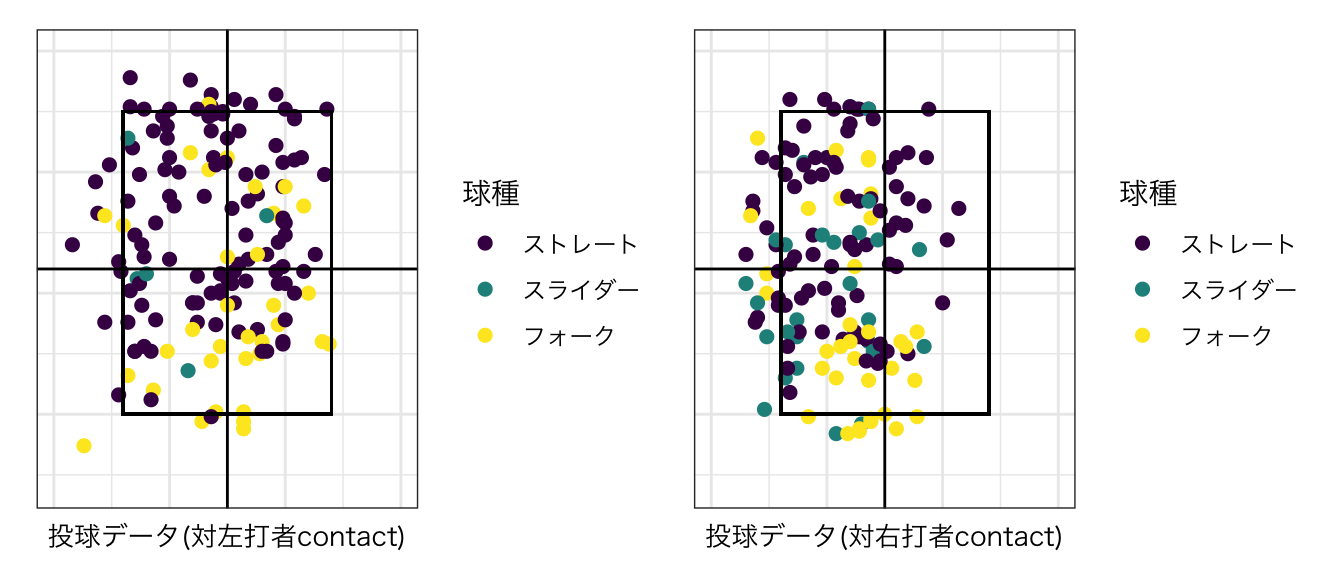 球種
ストレート
スライダー
フォーク
投球データ(対左打者contact)
球種
ストレート
スライダー
フォーク
投球データ(対右打者contact)